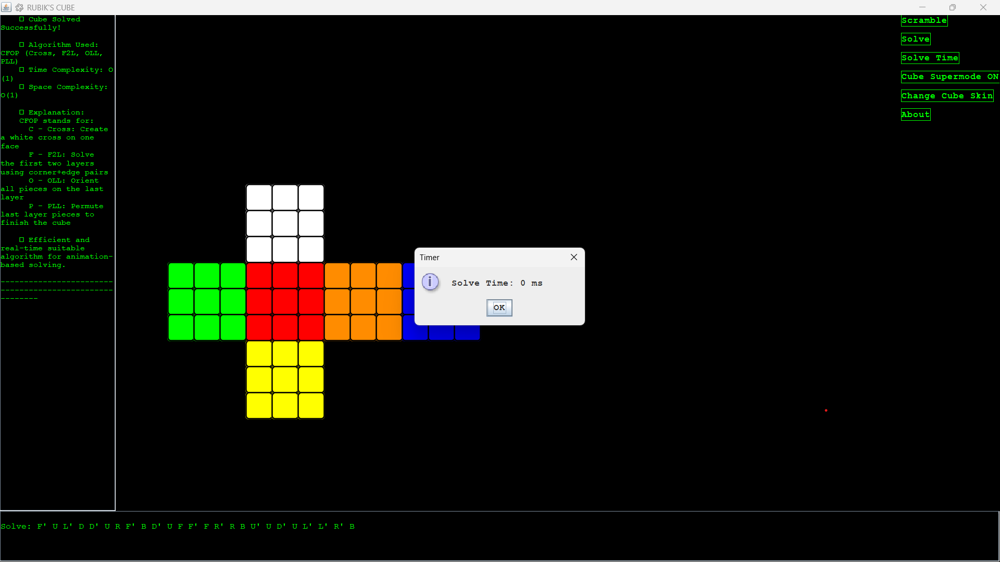 RUBIK'S CUBE
Cube Solved
Successfully!
Algorithm Used:
CFOP (Cross, F2L, OLL,
PLL)
Time Complexity: O
(1)
Space Complexity:
O(1)
Explanation:
CFOP stands for:
C - Cross: Create
a white cross on one
face
F - F2L: Solve
the first two layers
using corner+edge pairs
O - OLL: Orient
all pieces on the last
layer
P - PLL: Permute
last layer pieces to
finish the cube
Efficient and
real-time suitable
algorithm for animation-
based solving.
------------------------
------------------------
--------
Scramble
Solve
Solve Time
Cube Supermode ON
Change Cube Skin
About
Timer
Solve Time: 0 ms
OK
Solve: F' U L' D D' U R F' B D' U F F' F R' R B U' U D' U L' L' R' B